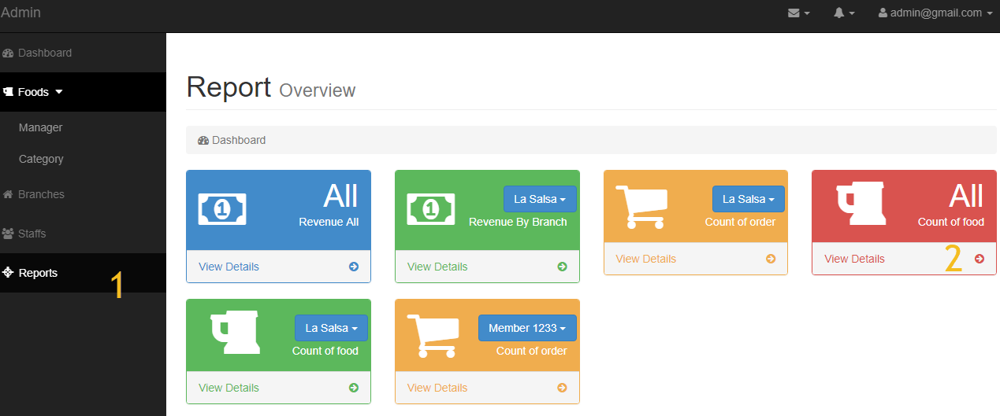 Admin
admin@gmail.com
Dashboard
Foods
Manager
Category
Branches
Staffs
Reports
1
Report Overview
Dashboard
1
All
Revenue All
View Details
1
La Salsa
Revenue By Branch
View Details
La Salsa
Count of order
View Details
All
Count of food
View Details
2
La Salsa
Count of food
View Details
Member 1233
Count of order
View Details